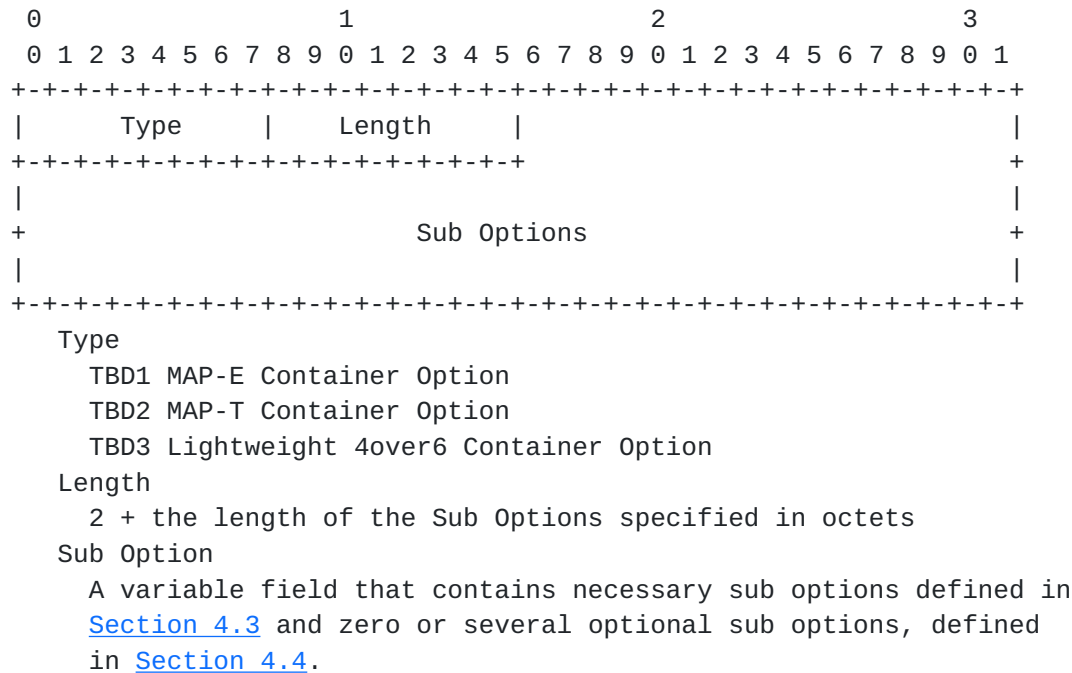 0                   1                   2                   3
 0 1 2 3 4 5 6 7 8 9 0 1 2 3 4 5 6 7 8 9 0 1 2 3 4 5 6 7 8 9 0 1
+-+-+-+-+-+-+-+-+-+-+-+-+-+-+-+-+-+-+-+-+-+-+-+-+-+-+-+-+-+-+-+-+
|      Type     |    Length     |                               |
+-+-+-+-+-+-+-+-+-+-+-+-+-+-+-+-+                               +
|                                                               |
+                         Sub Options                           +
|                                                               |
+-+-+-+-+-+-+-+-+-+-+-+-+-+-+-+-+-+-+-+-+-+-+-+-+-+-+-+-+-+-+-+-+
   Type
     TBD1 MAP-E Container Option
     TBD2 MAP-T Container Option
     TBD3 Lightweight 4over6 Container Option
   Length
     2 + the length of the Sub Options specified in octets
   Sub Option
     A variable field that contains necessary sub options defined in
     Section 4.3 and zero or several optional sub options, defined
     in Section 4.4.